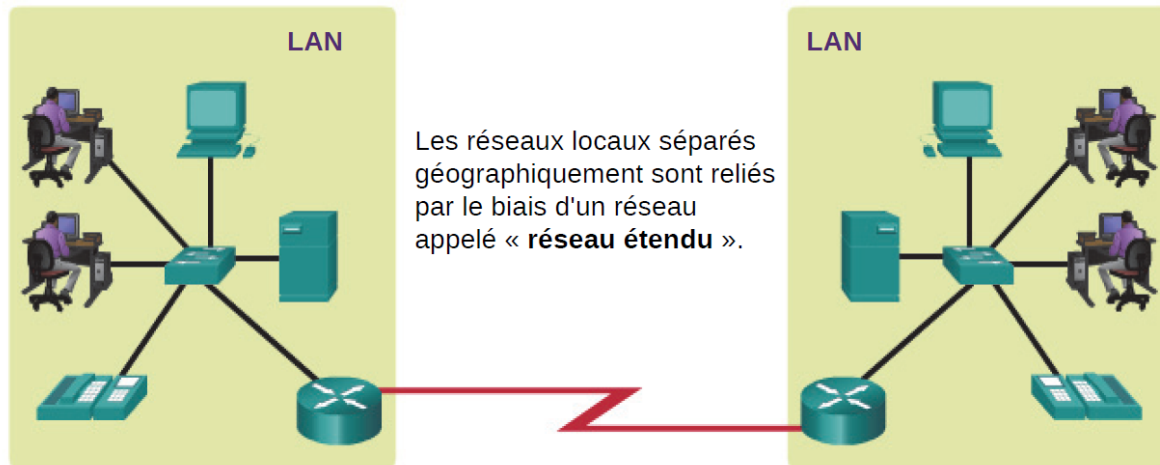 LAN
LAN
Les réseaux locaux séparés
géographiquement sont reliés
par le biais d'un réseau
appelé « réseau étendu ».